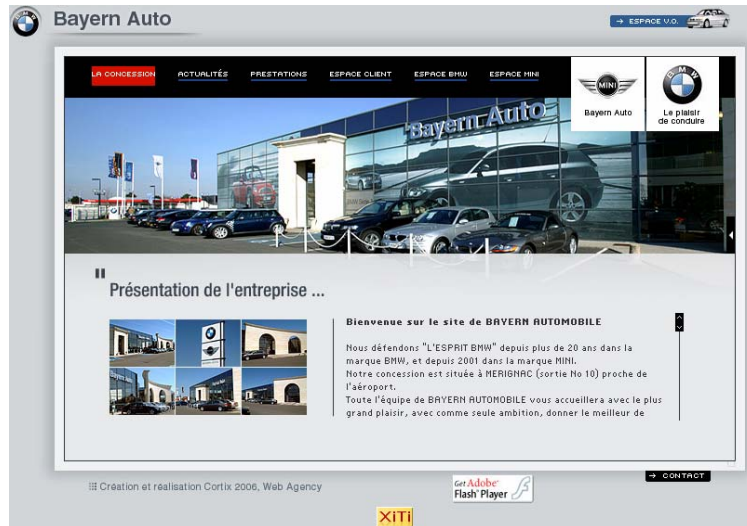 Bayern Auto
→ ESPACE V.O.
LA CONCESSION
ACTUALITÉS
PRESTATIONS
ESPACE CLIENT
ESPACE BMW
ESPACE MINI
MINI
Bayern Auto
BMW
Le plaisir
de conduire
Bayern Auto
" Présentation de l'entreprise ...
Bienvenue sur le site de BAYERN AUTOMOBILE
Nous défendons "L'ESPRIT BMW" depuis plus de 20 ans dans la
marque BMW, et depuis 2001 dans la marque MINI.
Notre concession est située à MERIGNAC (sortie No 10) proche de
l'aéroport.
Toute l'équipe de BAYERN AUTOMOBILE vous accueillera avec le plus
grand plaisir, avec comme seule ambition, donner le meilleur de
→ CONTACT
Création et réalisation Cortix 2006, Web Agency
Get Adobe
Flash Player
XiTi